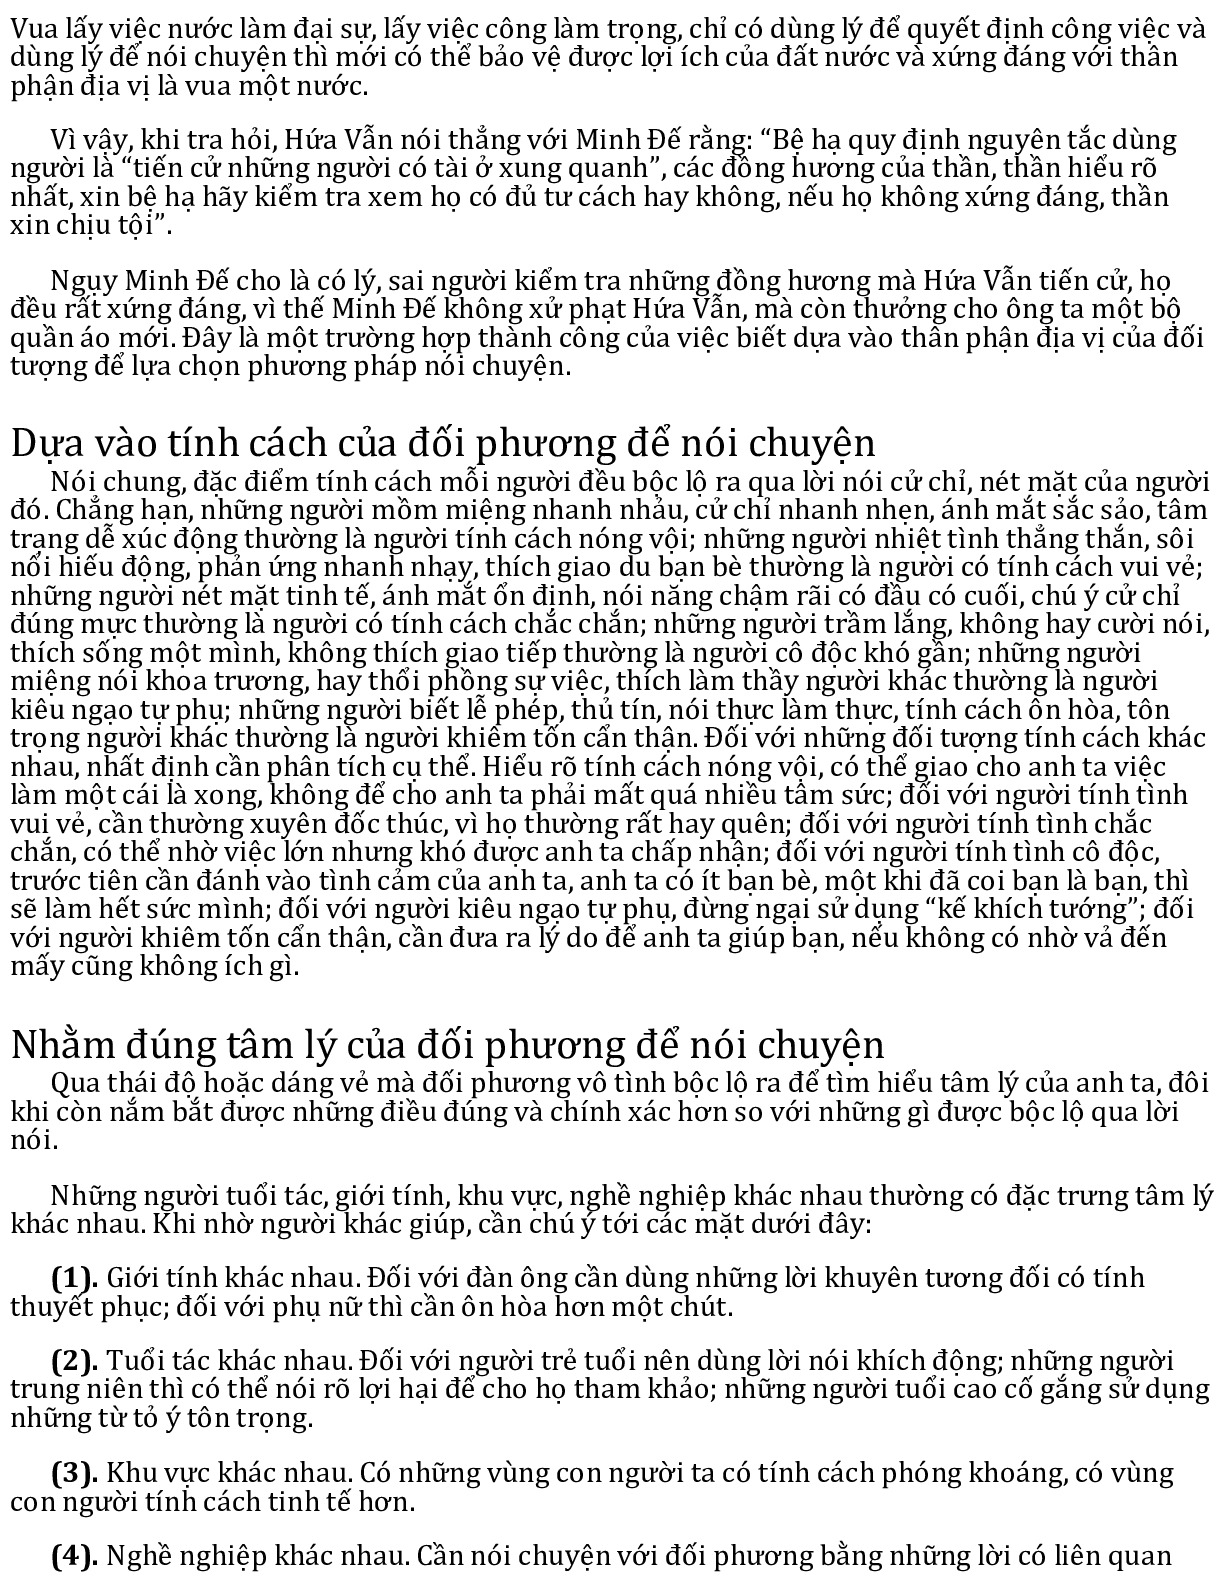 Vua lấy việc nước làm đại sự, lấy việc công làm trọng, chỉ có dùng lý để quyết định công việc và
dùng lý để nói chuyện thì mới có thể bảo vệ được lợi ích của đất nước và xứng đáng với thân
phận địa vị là vua một nước.
Vì vậy, khi tra hỏi, Hứa Vẫn nói thẳng với Minh Đế rằng: “Bệ hạ quy định nguyên tắc dùng
người là “tiến cử những người có tài ở xung quanh”, các đồng hương của thần, thần hiểu rõ
nhất, xin bệ hạ hãy kiểm tra xem họ có đủ tư cách hay không, nếu họ không xứng đáng, thần
xin chịu tội”.
Ngụy Minh Đế cho là có lý, sai người kiểm tra những đồng hương mà Hứa Vẫn tiến cử, họ
đều rất xứng đáng, vì thế Minh Đế không xử phạt Hứa Vẫn, mà còn thưởng cho ông ta một bộ
quần áo mới. Đây là một trường hợp thành công của việc biết dựa vào thân phận địa vị của đối
tượng để lựa chọn phương pháp nói chuyện.
Dựa vào tính cách của đối phương để nói chuyện
Nói chung, đặc điểm tính cách mỗi người đều bộc lộ ra qua lời nói cử chỉ, nét mặt của người
đó. Chẳng hạn, những người mồm miệng nhanh nhảu, cử chỉ nhanh nhẹn, ánh mắt sắc sảo, tâm
trạng dễ xúc động thường là người tính cách nóng vội; những người nhiệt tình thẳng thắn, sôi
nổi hiếu động, phản ứng nhanh nhạy, thích giao du bạn bè thường là người có tính cách vui vẻ;
những người nét mặt tinh tế, ánh mắt ổn định, nói năng chậm rãi có đầu có cuối, chú ý cử chỉ
đúng mực thường là người có tính cách chắc chắn; những người trầm lắng, không hay cười nói,
thích sống một mình, không thích giao tiếp thường là người cô độc khó gần; những người
miệng nói khoa trương, hay thổi phồng sự việc, thích làm thầy người khác thường là người
kiêu ngạo tự phụ; những người biết lễ phép, thủ tín, nói thực làm thực, tính cách ôn hòa, tôn
trọng người khác thường là người khiêm tốn cẩn thận. Đối với những đối tượng tính cách khác
nhau, nhất định cần phân tích cụ thể. Hiểu rõ tính cách nóng vội, có thể giao cho anh ta việc
làm một cái là xong, không để cho anh ta phải mất quá nhiều tâm sức; đối với người tính tình
vui vẻ, cần thường xuyên đốc thúc, vì họ thường rất hay quên; đối với người tính tình chắc
chắn, có thể nhờ việc lớn nhưng khó được anh ta chấp nhận; đối với người tính tình cô độc,
trước tiên cần đánh vào tình cảm của anh ta, anh ta có ít bạn bè, một khi đã coi bạn là bạn, thì
sẽ làm hết sức mình; đối với người kiêu ngạo tự phụ, đừng ngại sử dụng “kế khích tướng”; đối
với người khiêm tốn cẩn thận, cần đưa ra lý do để anh ta giúp bạn, nếu không có nhờ vả đến
mấy cũng không ích gì.
Nhằm đúng tâm lý của đối phương để nói chuyện
Qua thái độ hoặc dáng vẻ mà đối phương vô tình bộc lộ ra để tìm hiểu tâm lý của anh ta, đôi
khi còn nắm bắt được những điều đúng và chính xác hơn so với những gì được bộc lộ qua lời
nói.
Những người tuổi tác, giới tính, khu vực, nghề nghiệp khác nhau thường có đặc trưng tâm lý
khác nhau. Khi nhờ người khác giúp, cần chú ý tới các mặt dưới đây:
(1). Giới tính khác nhau. Đối với đàn ông cần dùng những lời khuyên tương đối có tính
thuyết phục; đối với phụ nữ thì cần ôn hòa hơn một chút.
(2). Tuổi tác khác nhau. Đối với người trẻ tuổi nên dùng lời nói khích động; những người
trung niên thì có thể nói rõ lợi hại để cho họ tham khảo; những người tuổi cao cố gắng sử dụng
những từ tỏ ý tôn trọng.
(3). Khu vực khác nhau. Có những vùng con người ta có tính cách phóng khoáng, có vùng
con người tính cách tinh tế hơn.
(4). Nghề nghiệp khác nhau. Cần nói chuyện với đối phương bằng những lời có liên quan